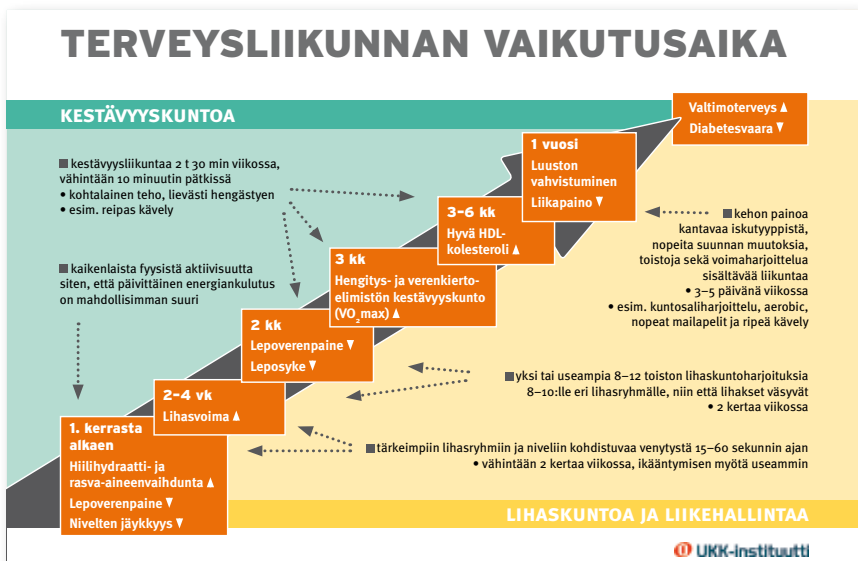 TERVEYSLIIKUNNAN VAIKUTUSAIKA
KESTÄVYYSKUNTOA
■ kestävyysliikuntaa 2 t 30 min viikossa,
vähintään 10 minuutin pätkissä
• kohtalainen teho, lievästi hengästyen
• esim. reipas kävely
■ kaikenlaista fyysistä aktiivisuutta
siten, että päivittäinen energiankulutus
on mahdollisimman suuri
1. kerrasta
alkaen
Hiilihydraatti- ja
rasva-aineenvaihdunta ▲
Lepoverenpaine ▼
Nivelten jäykkyys ▼
2–4 vk
Lihasvoima ▲
2 kk
Lepoverenpaine ▼
Leposyke ▼
3 kk
Hengitys- ja verenkierto-
elimistön kestävyyskunto
(VO₂max) ▲
3–6 kk
Hyvä HDL-
kolesteroli ▲
1 vuosi
Luuston
vahvistuminen
Liikapaino ▼
Valtimoterveys ▲
Diabetesvaara ▼
■ kehon painoa
kantavaa iskutyyppistä,
nopeita suunnan muutoksia,
toistoja sekä voimaharjoittelua
sisältävää liikuntaa
• 3–5 päivänä viikossa
• esim. kuntosaliharjoittelu, aerobic,
nopeat mailapelit ja ripeä kävely
■ yksi tai useampia 8–12 toiston lihaskuntoharjoituksia
8–10:lle eri lihasryhmälle, niin että lihakset väsyvät
• 2 kertaa viikossa
■ tärkeimpiin lihasryhmiin ja niveliin kohdistuvaa venytystä 15–60 sekunnin ajan
• vähintään 2 kertaa viikossa, ikääntymisen myötä useammin
LIHASKUNTOA JA LIIKEHALLINTAA
UKK-instituutti